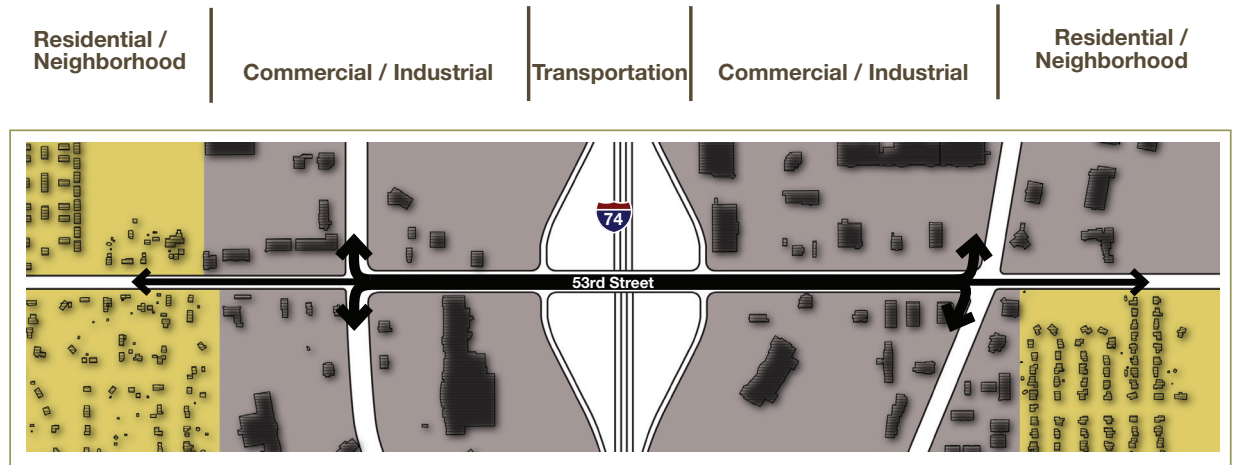 Residential /
Neighborhood
Commercial / Industrial
Transportation
Commercial / Industrial
Residential /
Neighborhood
74
53rd Street